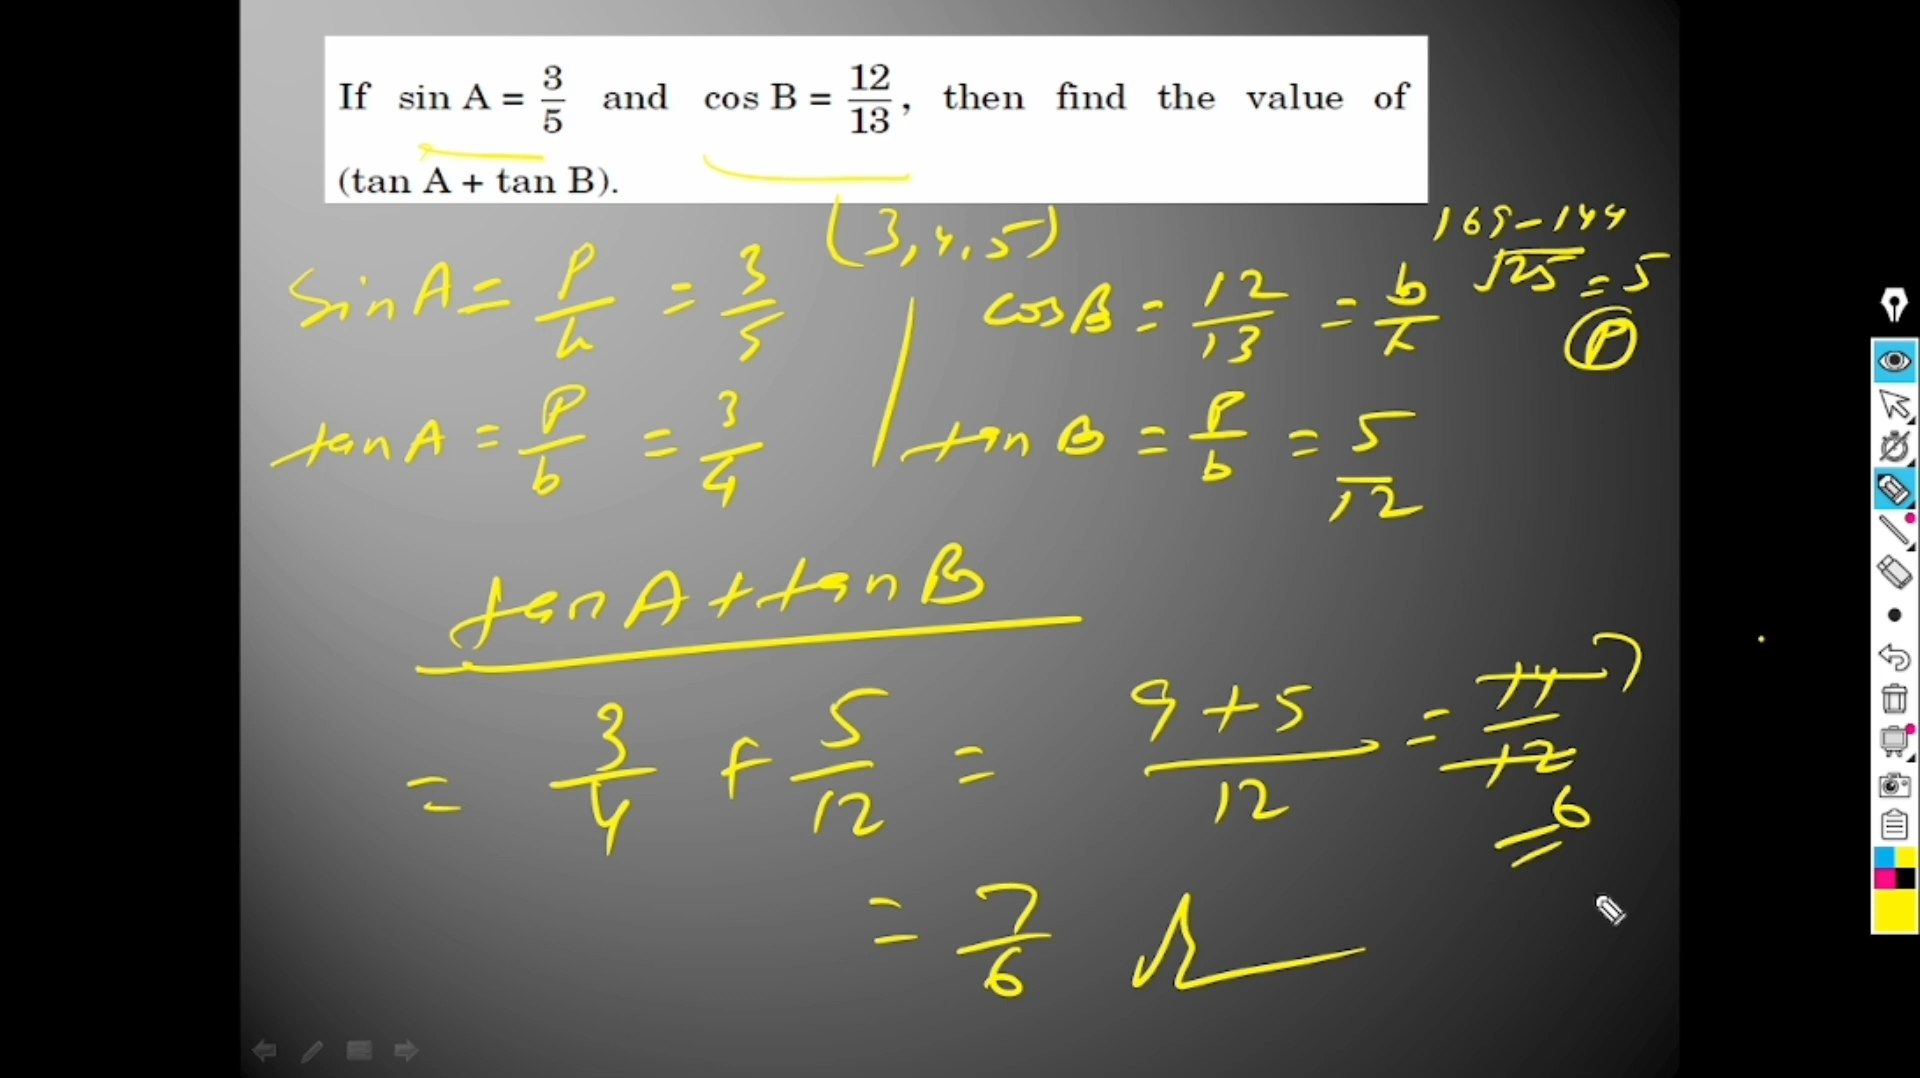 If sin A = 3/5 and cos B = 12/13, then find the value of
(tan A + tan B).
(3,4,5)
169-144
√25 = 5
P
sin A = P/h = 3/5
cos B = 12/13 = b/h
tan A = P/b = 3/4
tan B = P/b = 5/12
tan A + tan B
= 3/4 + 5/12 = 9+5/12 = 14/12
7
6
= 7/6